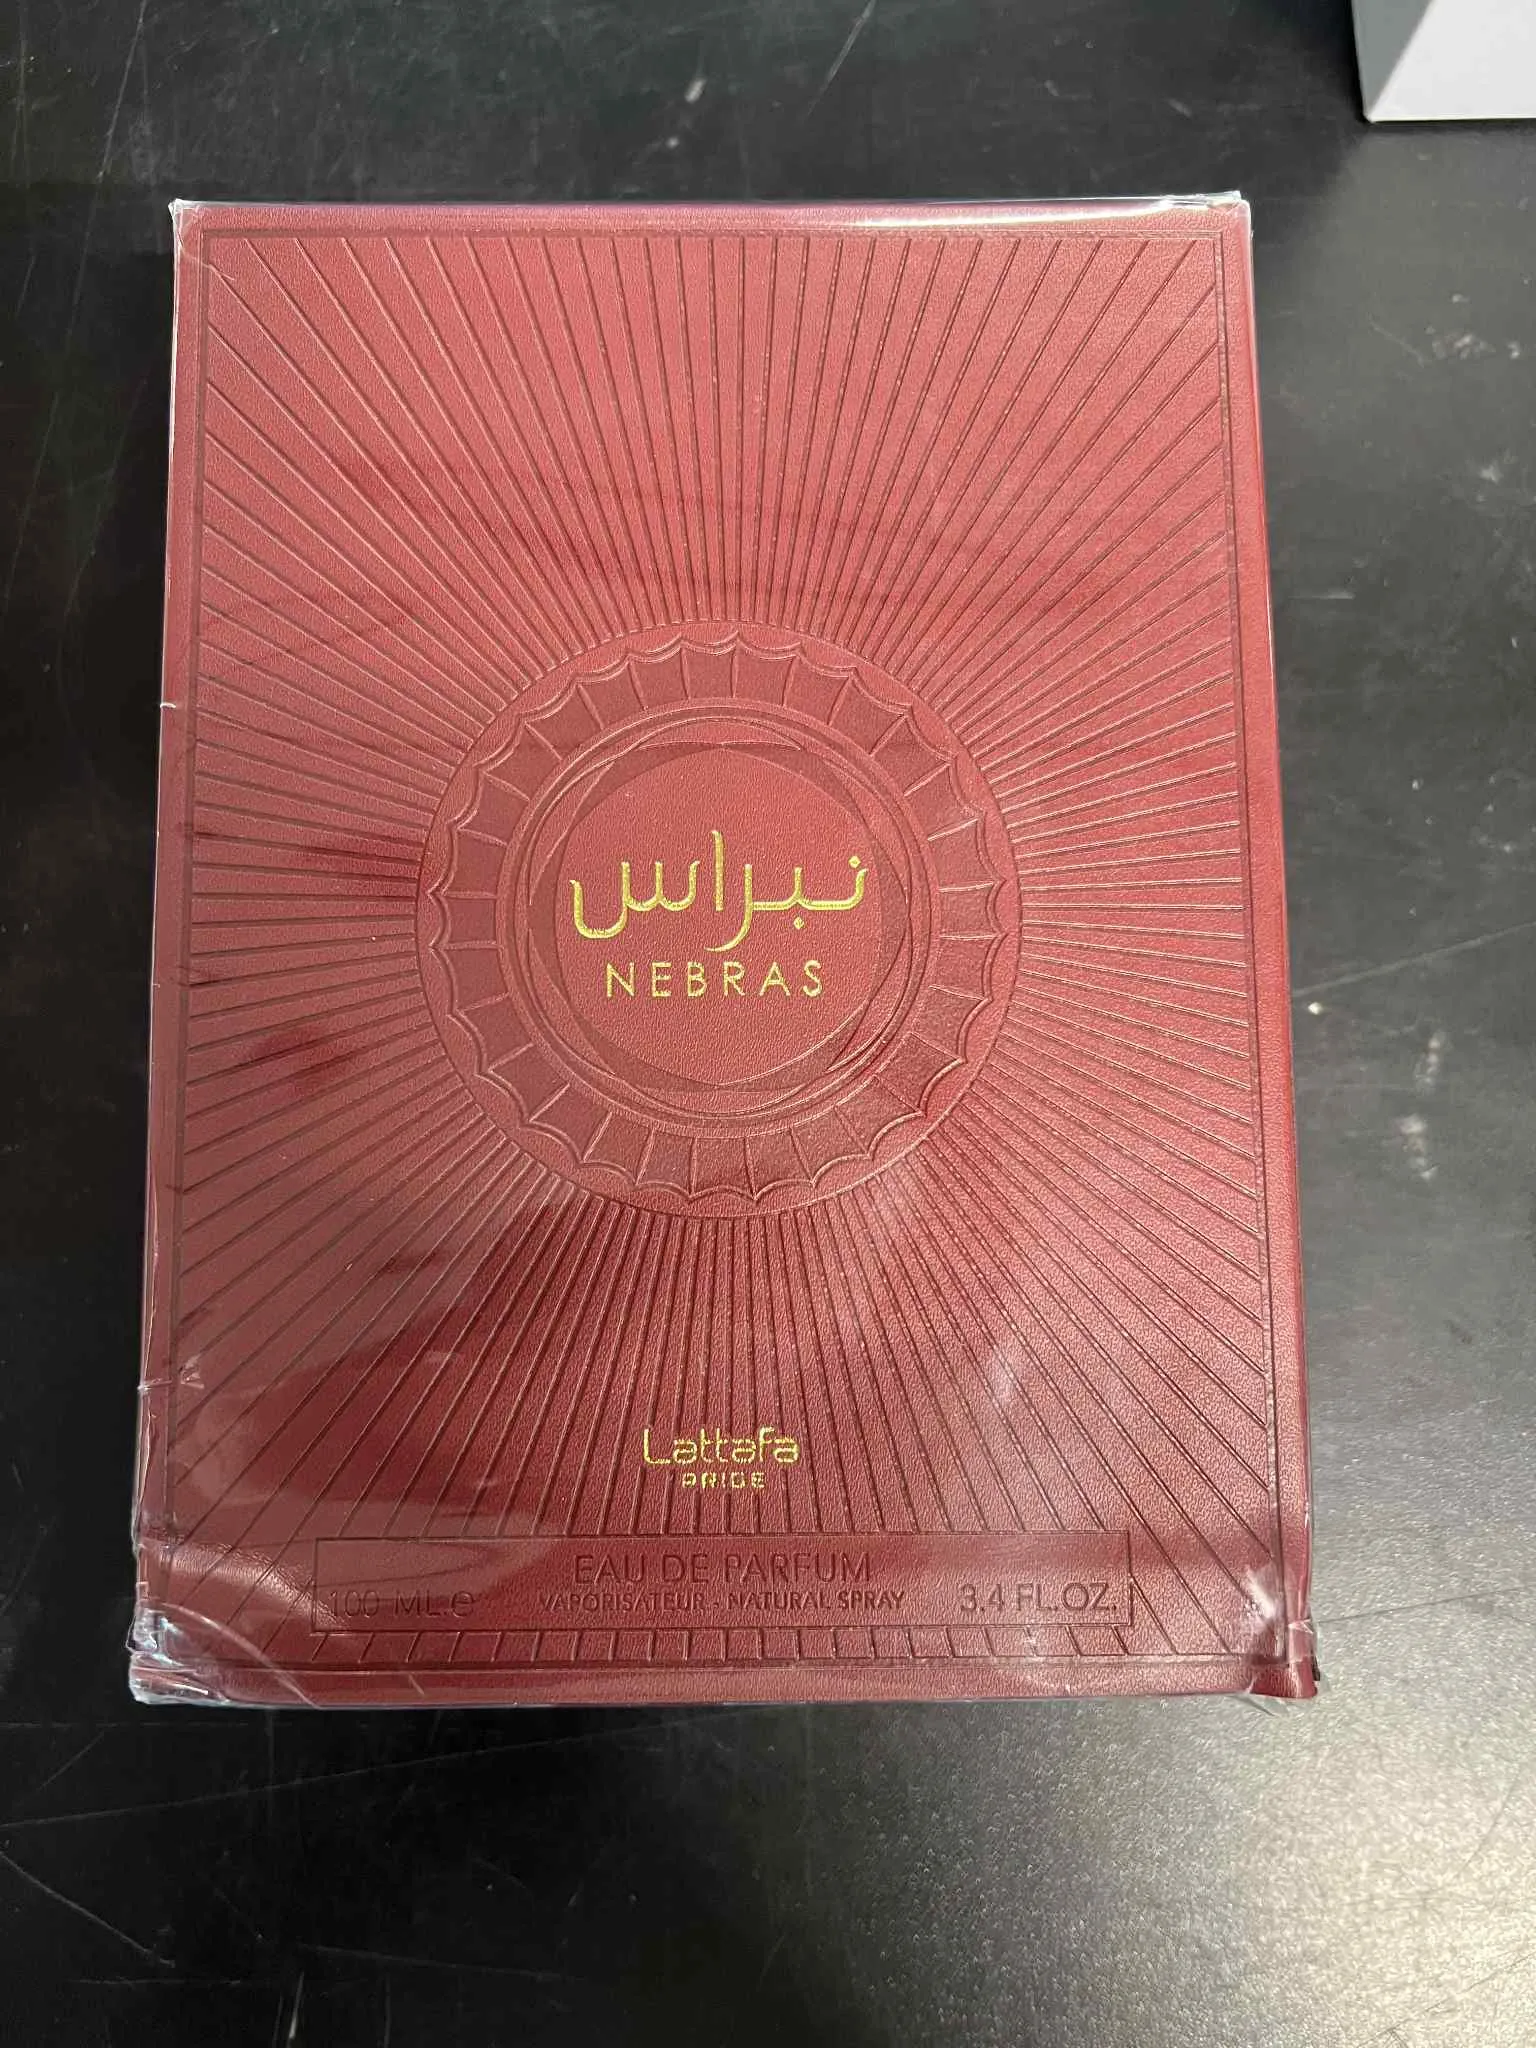 نبراس
NEBRAS
Lattafa
PRIDE
EAU DE PARFUM
100 ML.e VAPORISATEUR - NATURAL SPRAY 3.4 FL.OZ.